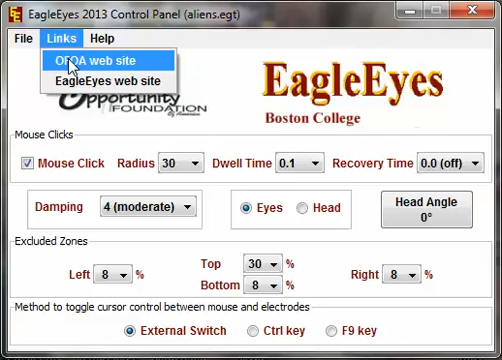 EagleEyes 2013 Control Panel (aliens.egt)
File Links Help
OFOA web site
EagleEyes web site
Opportunity
FOUNDATION
EagleEyes
Boston College
Mouse Clicks
Mouse Click Radius 30 Dwell Time 0.1 Recovery Time 0.0 (off)
Damping 4 (moderate) Eyes Head Head Angle
0°
Excluded Zones
Top 30 %
Left 8 % Right 8 %
Bottom 8 %
Method to toggle cursor control between mouse and electrodes
External Switch Ctrl key F9 key